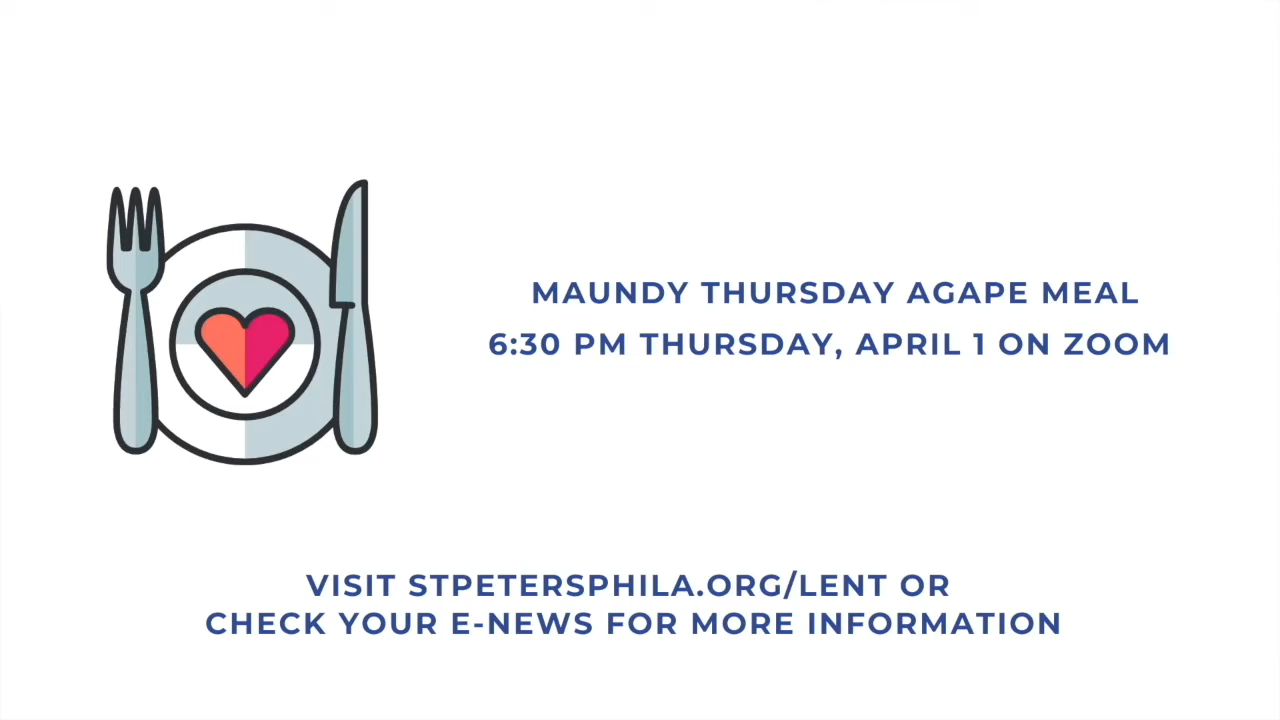 MAUNDY THURSDAY AGAPE MEAL
6:30 PM THURSDAY, APRIL 1 ON ZOOM
VISIT STPETERSPHILA.ORG/LENT OR
CHECK YOUR E-NEWS FOR MORE INFORMATION